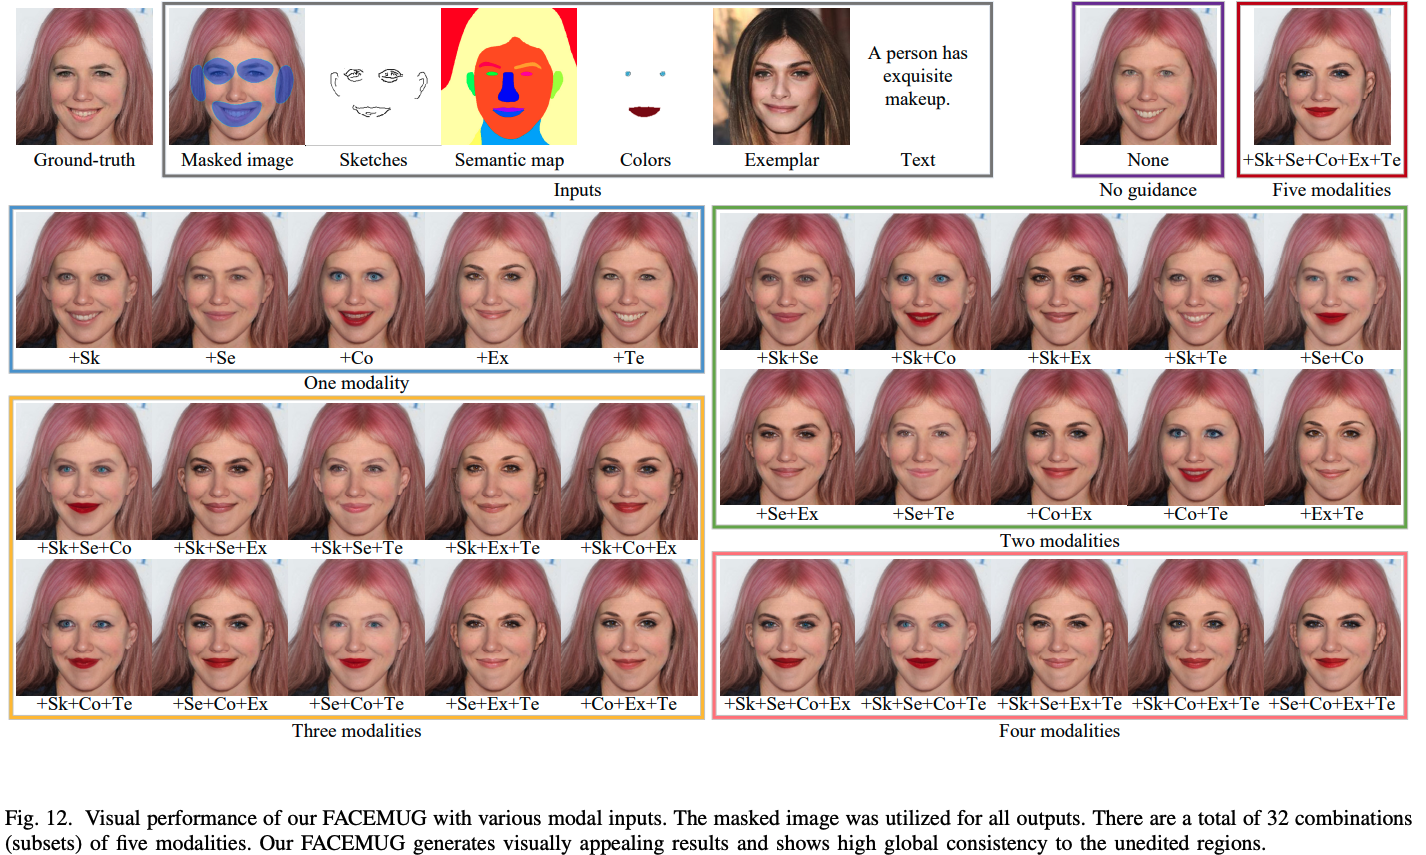 A person has
exquisite
makeup.
Ground-truth
Masked image
Sketches
Semantic map
Colors
Exemplar
Text
None
+Sk+Se+Co+Ex+Te
Inputs
No guidance
Five modalities
+Sk
+Se
+Co
+Ex
+Te
One modality
+Sk+Se
+Sk+Co
+Sk+Ex
+Sk+Te
+Se+Co
+Se+Ex
+Se+Te
+Co+Ex
+Co+Te
+Ex+Te
Two modalities
+Sk+Se+Co
+Sk+Se+Ex
+Sk+Se+Te
+Sk+Ex+Te
+Sk+Co+Ex
+Sk+Co+Te
+Se+Co+Ex
+Se+Co+Te
+Se+Ex+Te
+Co+Ex+Te
Three modalities
+Sk+Se+Co+Ex
+Sk+Se+Co+Te
+Sk+Se+Ex+Te
+Sk+Co+Ex+Te
+Se+Co+Ex+Te
Four modalities
Fig. 12. Visual performance of our FACEMUG with various modal inputs. The masked image was utilized for all outputs. There are a total of 32 combinations
(subsets) of five modalities. Our FACEMUG generates visually appealing results and shows high global consistency to the unedited regions.